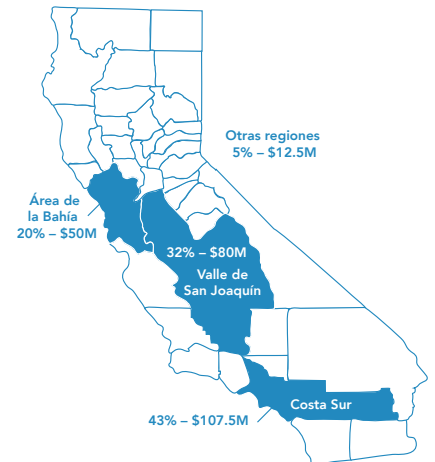 Otras regiones
5% – $12.5M
Área de
la Bahía
20% – $50M
32% – $80M
Valle de
San Joaquín
Costa Sur
43% – $107.5M